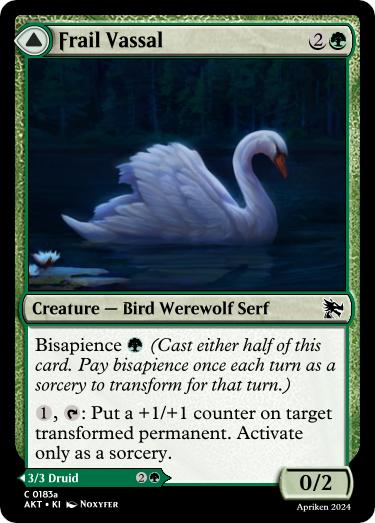 Frail Vassal 2
Creature — Bird Werewolf Serf
Bisapience (Cast either half of this
card. Pay bisapience once each turn as a
sorcery to transform for that turn.)
1, : Put a +1/+1 counter on target
transformed permanent. Activate
only as a sorcery.
3/3 Druid 2
0/2
C 0183a
AKT • KI Noxyfer
Apriken 2024